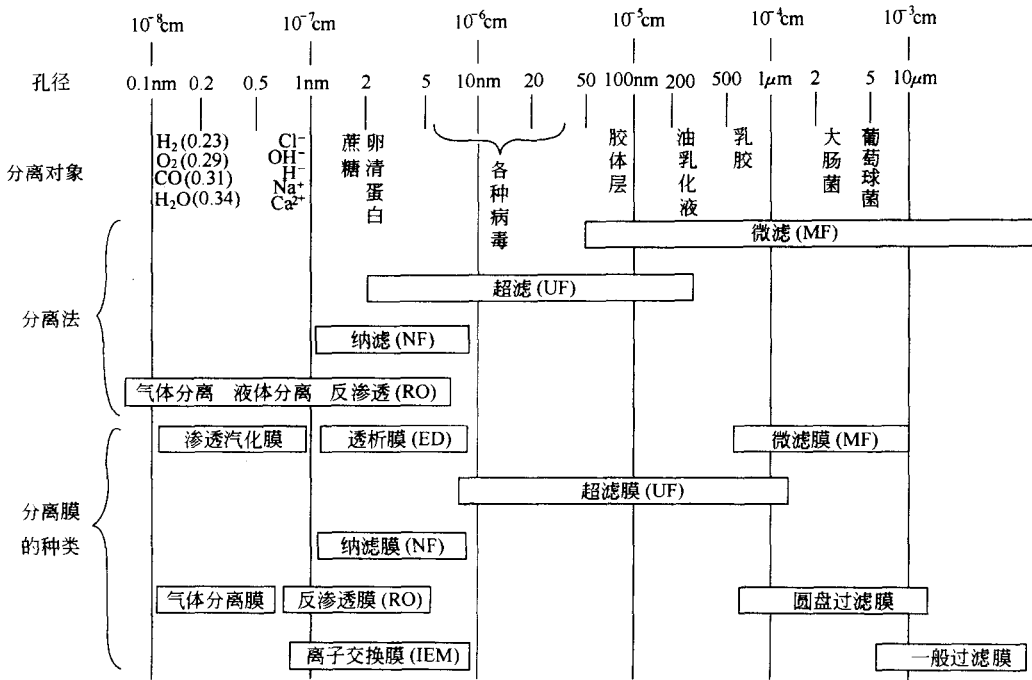 10⁻⁸cm 10⁻⁷cm 10⁻⁶cm 10⁻⁵cm 10⁻⁴cm 10⁻³cm
孔径 0.1nm 0.2 0.5 1nm 2 5 10nm 20 50 100nm 200 500 1μm 2 5 10μm
分离对象
H₂(0.23)
O₂(0.29)
CO(0.31)
H₂O(0.34)
Cl⁻
OH⁻
H⁻
Na⁺
Ca²⁺
蔗糖
卵清蛋白
各种病毒
胶体层
油乳化液
乳胶
大肠菌
葡萄球菌
分离法
微滤(MF)
超滤(UF)
纳滤(NF)
气体分离 液体分离 反渗透(RO)
分离膜
的种类
渗透汽化膜 透析膜(ED) 微滤膜(MF)
超滤膜(UF)
纳滤膜(NF)
气体分离膜 反渗透膜(RO) 圆盘过滤膜
离子交换膜(IEM) 一般过滤膜